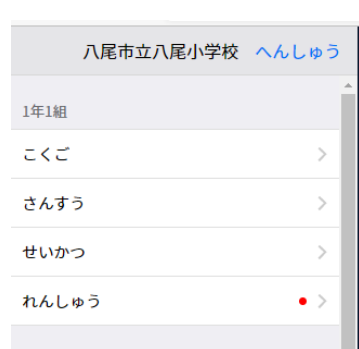 八尾市立八尾小学校 へんしゅう
1年1組
こくご
さんすう
せいかつ
れんしゅう